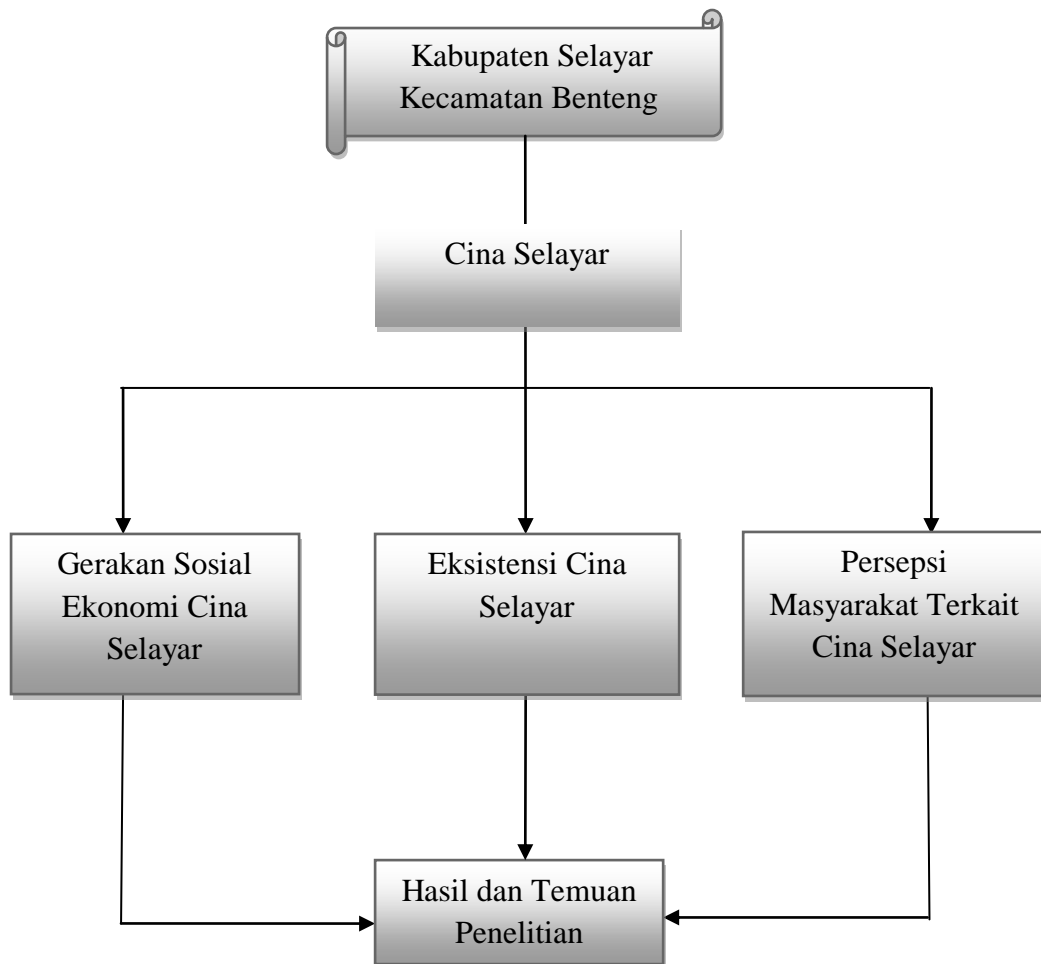 Kabupaten Selayar
Kecamatan Benteng
Cina Selayar
Gerakan Sosial
Ekonomi Cina
Selayar
Eksistensi Cina
Selayar
Persepsi
Masyarakat Terkait
Cina Selayar
Hasil dan Temuan
Penelitian